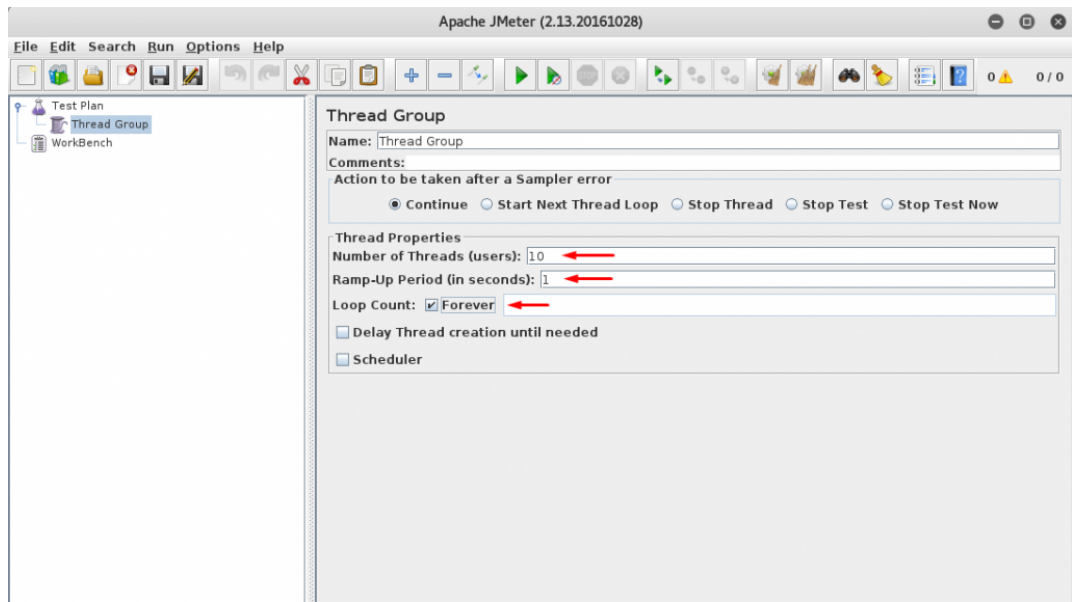 Apache JMeter (2.13.20161028)
File Edit Search Run Options Help
0 0 / 0
Test Plan
Thread Group
WorkBench
Thread Group
Name: Thread Group
Comments:
Action to be taken after a Sampler error
Continue Start Next Thread Loop Stop Thread Stop Test Stop Test Now
Thread Properties
Number of Threads (users): 10
Ramp-Up Period (in seconds): 1
Loop Count: Forever
Delay Thread creation until needed
Scheduler